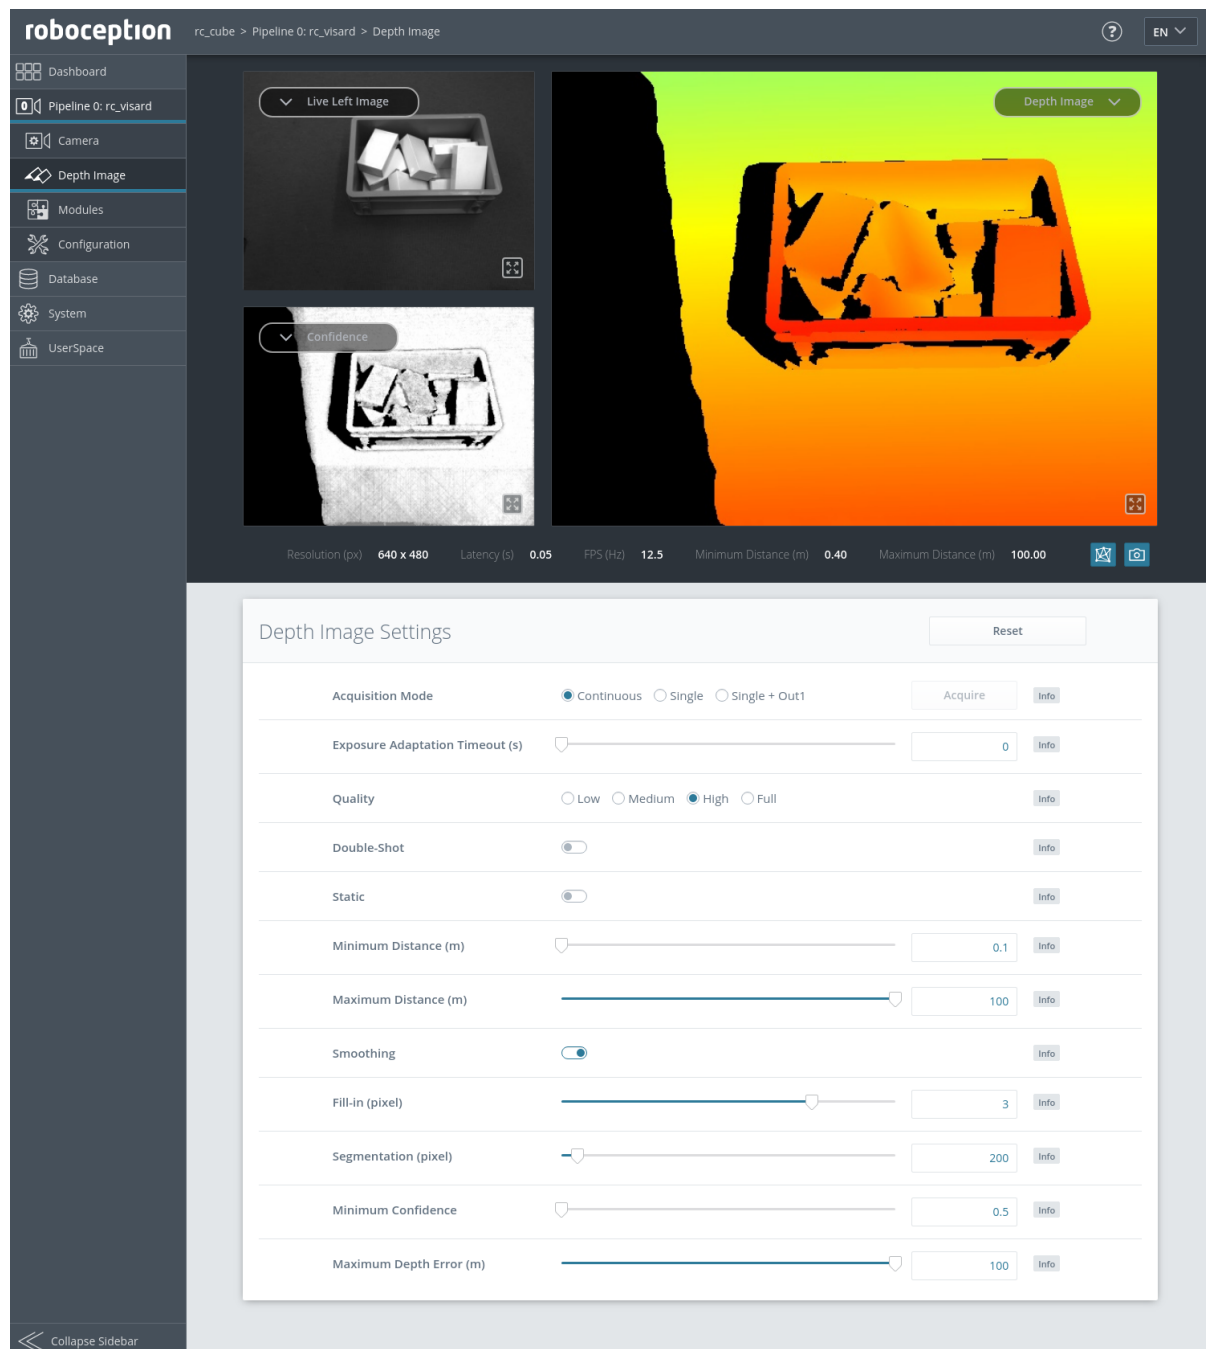 roboception
rc_cube > Pipeline 0: rc_visard > Depth Image
? EN
Dashboard
0 Pipeline 0: rc_visard
Camera
Depth Image
Modules
Configuration
Database
System
UserSpace
Live Left Image
Confidence
Depth Image
Resolution (px) 640 x 480 Latency (s) 0.05 FPS (Hz) 12.5 Minimum Distance (m) 0.40 Maximum Distance (m) 100.00
Depth Image Settings Reset
Acquisition Mode Continuous Single Single + Out1 Acquire Info
Exposure Adaptation Timeout (s) 0 Info
Quality Low Medium High Full Info
Double-Shot Info
Static Info
Minimum Distance (m) 0.1 Info
Maximum Distance (m) 100 Info
Smoothing Info
Fill-in (pixel) 3 Info
Segmentation (pixel) 200 Info
Minimum Confidence 0.5 Info
Maximum Depth Error (m) 100 Info
Collapse Sidebar